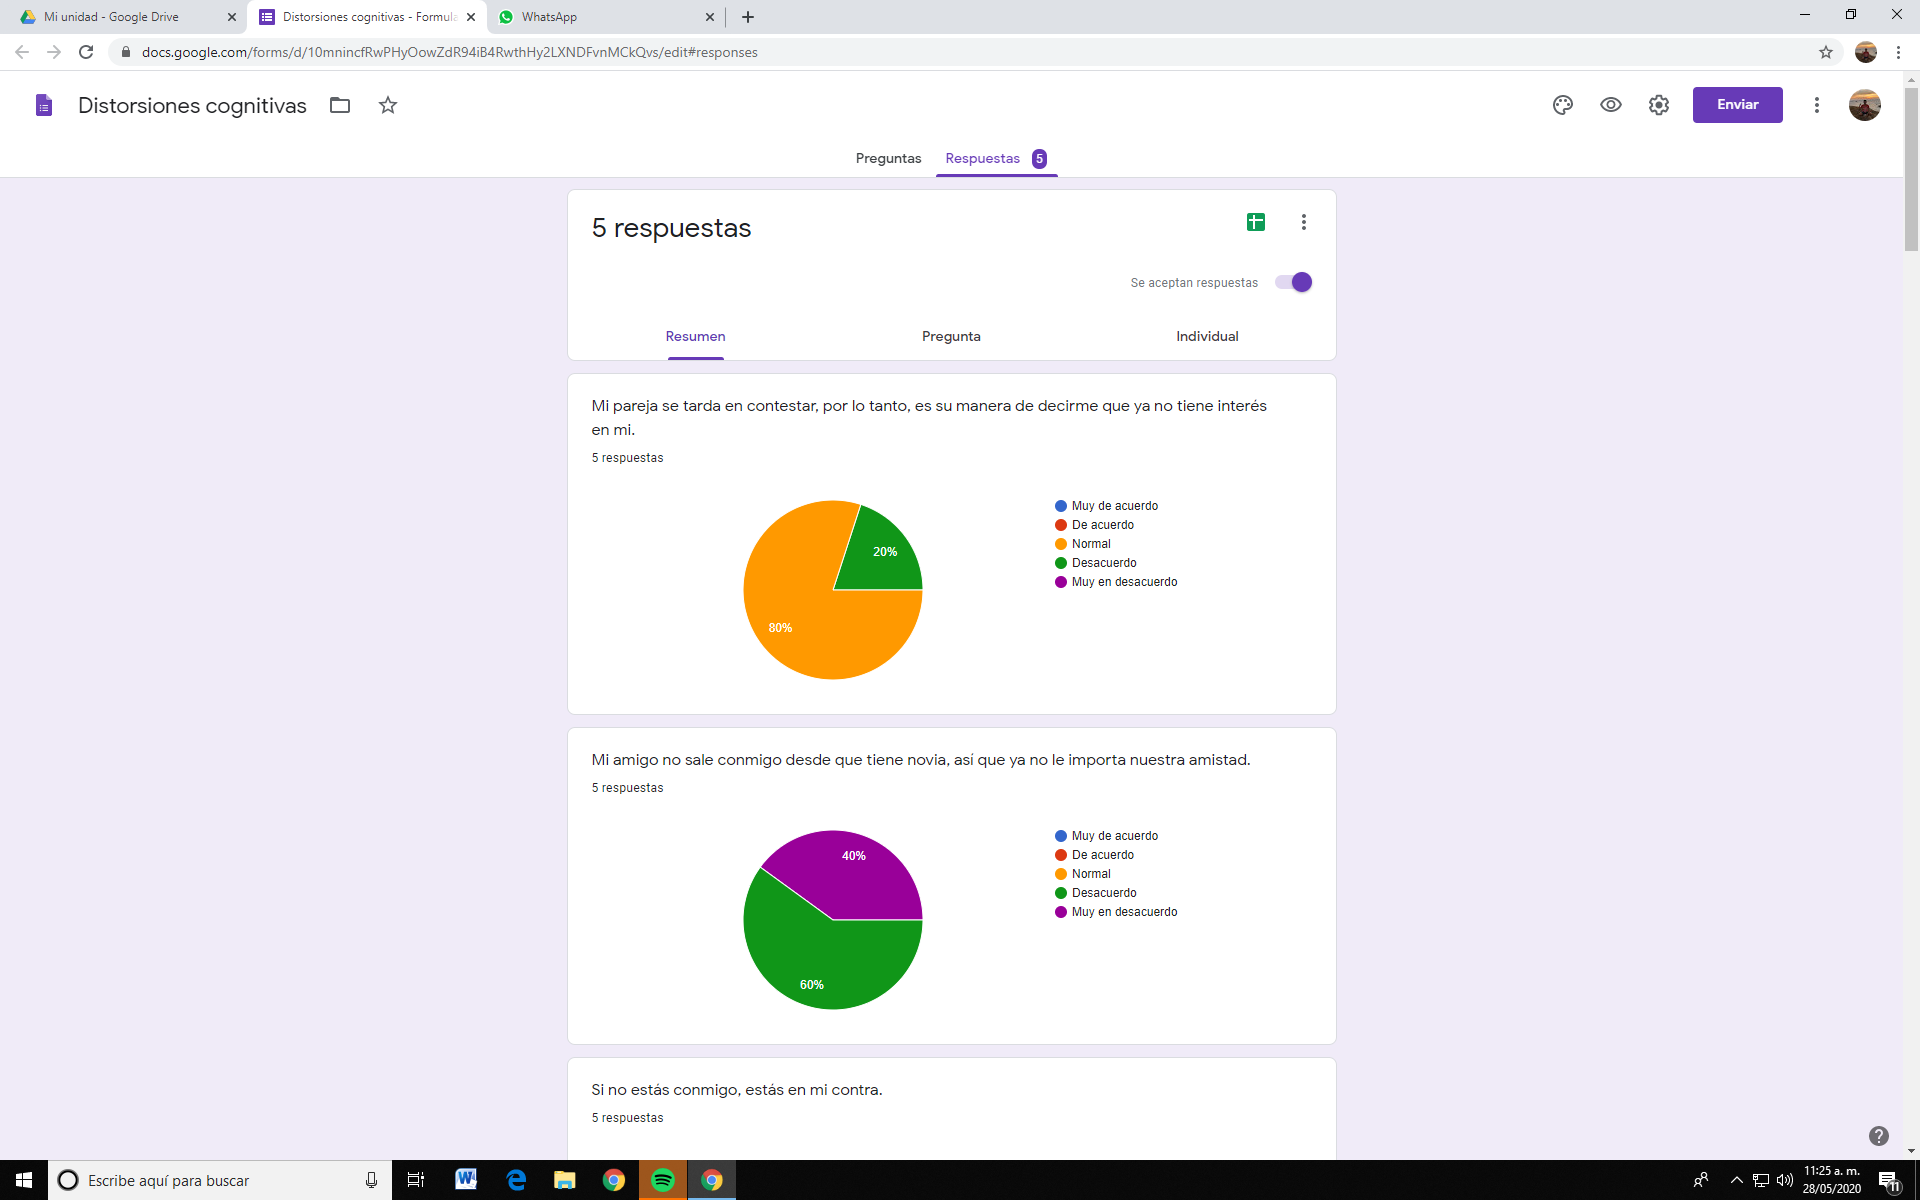 Mi unidad - Google Drive
Distorsiones cognitivas - Formula
WhatsApp
docs.google.com/forms/d/10mnincfRwPHyOowZdR94iB4RwthHy2LXNDFvnMCkQvs/edit#responses
Distorsiones cognitivas
Enviar
Preguntas
Respuestas 5
5 respuestas
Se aceptan respuestas
Resumen
Pregunta
Individual
Mi pareja se tarda en contestar, por lo tanto, es su manera de decirme que ya no tiene interés
en mi.
5 respuestas
Muy de acuerdo
De acuerdo
Normal
Desacuerdo
Muy en desacuerdo
20%
80%
Mi amigo no sale conmigo desde que tiene novia, así que ya no le importa nuestra amistad.
5 respuestas
Muy de acuerdo
De acuerdo
Normal
Desacuerdo
Muy en desacuerdo
40%
60%
Si no estás conmigo, estás en mi contra.
5 respuestas
Escribe aquí para buscar
11:25 a. m.
28/05/2020
11